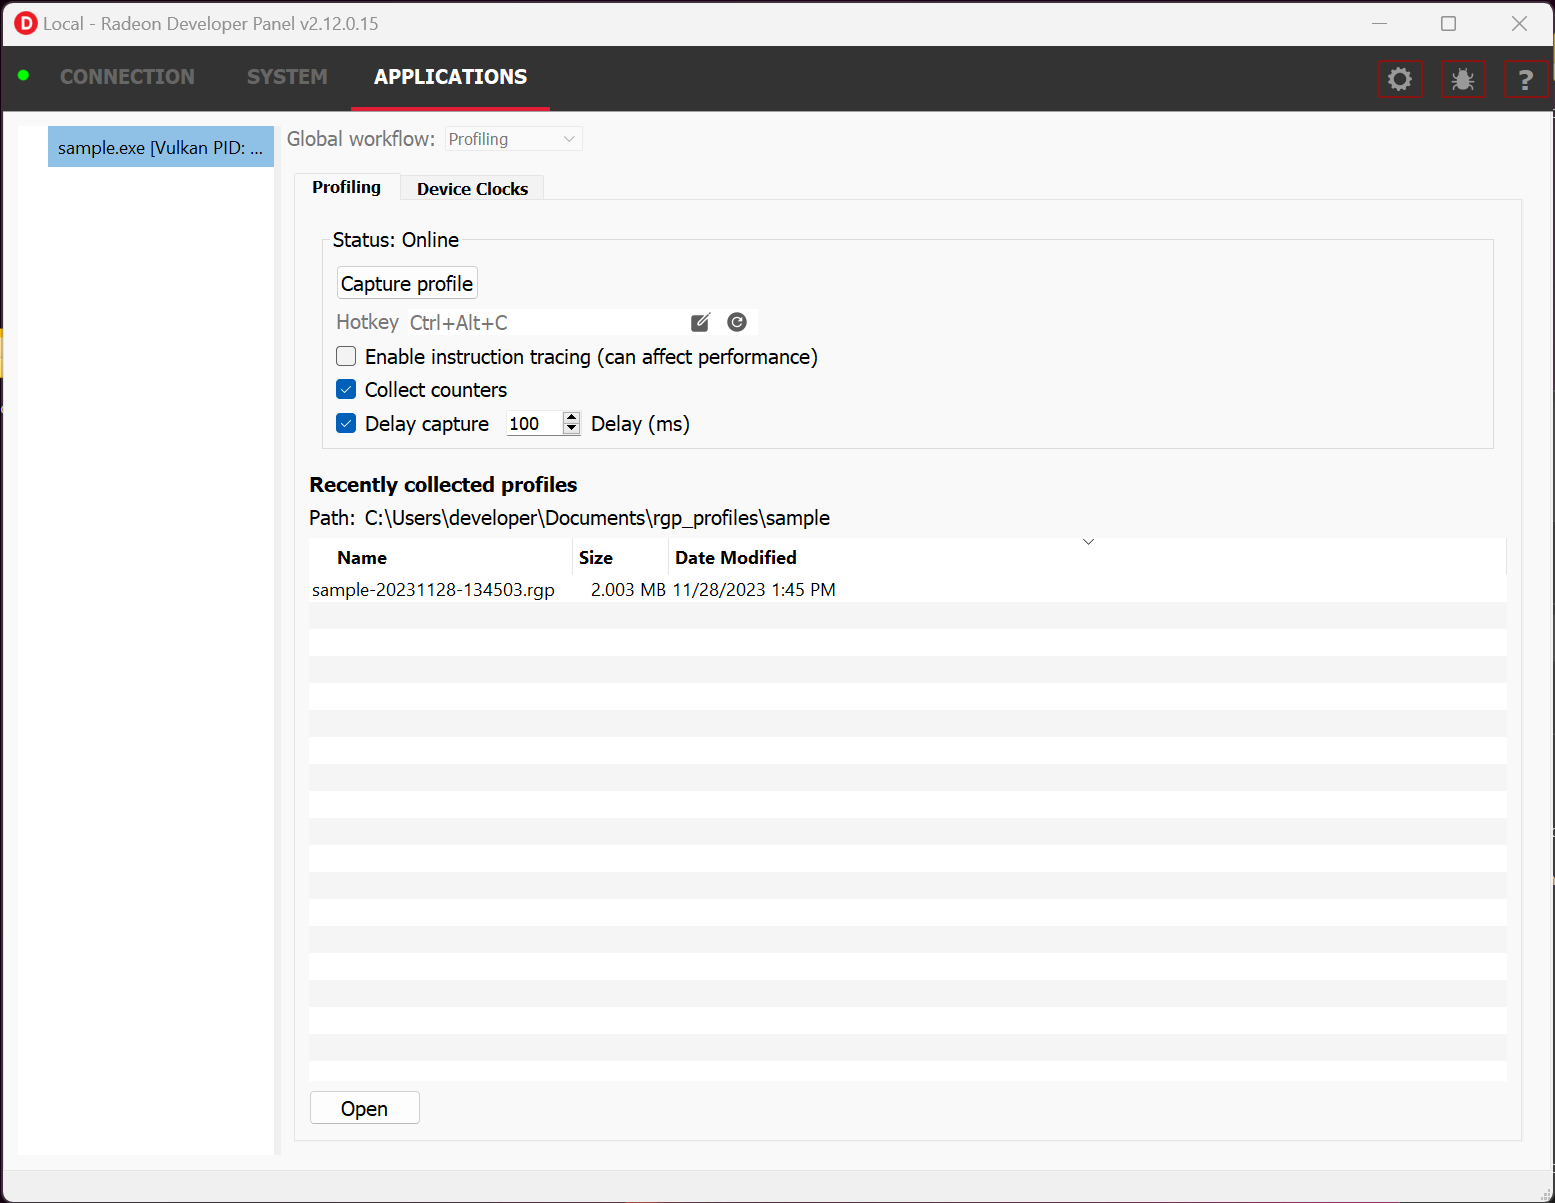 D Local - Radeon Developer Panel v2.12.0.15
CONNECTION SYSTEM APPLICATIONS ?
sample.exe [Vulkan PID: ...
Global workflow: Profiling
Profiling Device Clocks
Status: Online
Capture profile
Hotkey Ctrl+Alt+C
Enable instruction tracing (can affect performance)
Collect counters
Delay capture 100 Delay (ms)
Recently collected profiles
Path: C:\Users\developer\Documents\rgp_profiles\sample
Name Size Date Modified
sample-20231128-134503.rgp 2.003 MB 11/28/2023 1:45 PM
Open